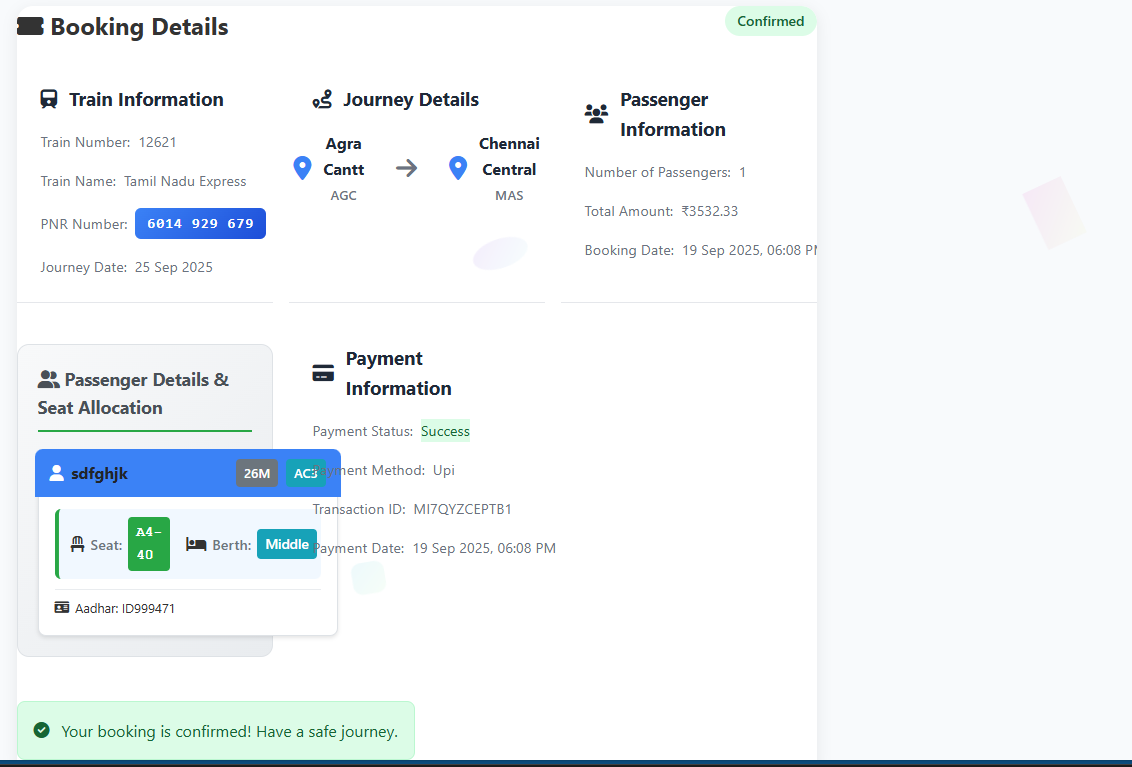 Booking Details
Confirmed
Train Information
Train Number: 12621
Train Name: Tamil Nadu Express
PNR Number: 6014 929 679
Journey Date: 25 Sep 2025
Journey Details
Agra
Cantt
AGC
Chennai
Central
MAS
Passenger
Information
Number of Passengers: 1
Total Amount: ₹3532.33
Booking Date: 19 Sep 2025, 06:08
Passenger Details &
Seat Allocation
sdfghjk
26M
AC3
Seat:
A4-
40
Berth:
Middle
Aadhar: ID999471
Payment
Information
Payment Status: Success
Payment Method: Upi
Transaction ID: MI7QYZCEPTB1
Payment Date: 19 Sep 2025, 06:08 PM
Your booking is confirmed! Have a safe journey.